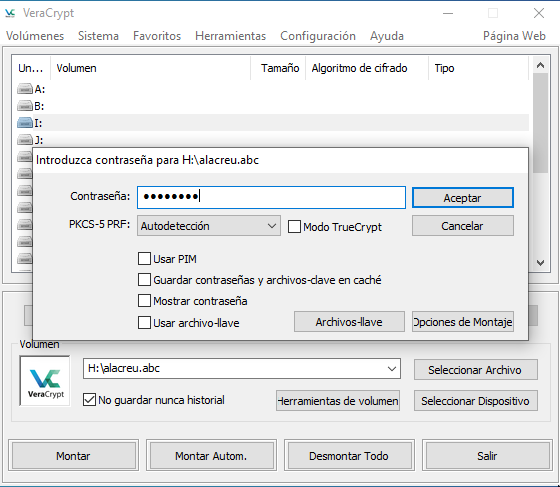 VeraCrypt
Volúmenes Sistema Favoritos Herramientas Configuración Ayuda Página Web
Un... Volumen Tamaño Algoritmo de cifrado Tipo
A:
B:
I:
J:
Introduzca contraseña para H:\alacreu.abc
Contraseña: ●●●●●●●● Aceptar
PKCS-5 PRF: Autodetección Modo TrueCrypt Cancelar
Usar PIM
Guardar contraseñas y archivos-clave en caché
Mostrar contraseña
Usar archivo-llave Archivos-llave Opciones de Montaje
Volumen
VeraCrypt
H:\alacreu.abc Seleccionar Archivo
No guardar nunca historial Herramientas de volumen Seleccionar Dispositivo
Montar Montar Autom. Desmontar Todo Salir